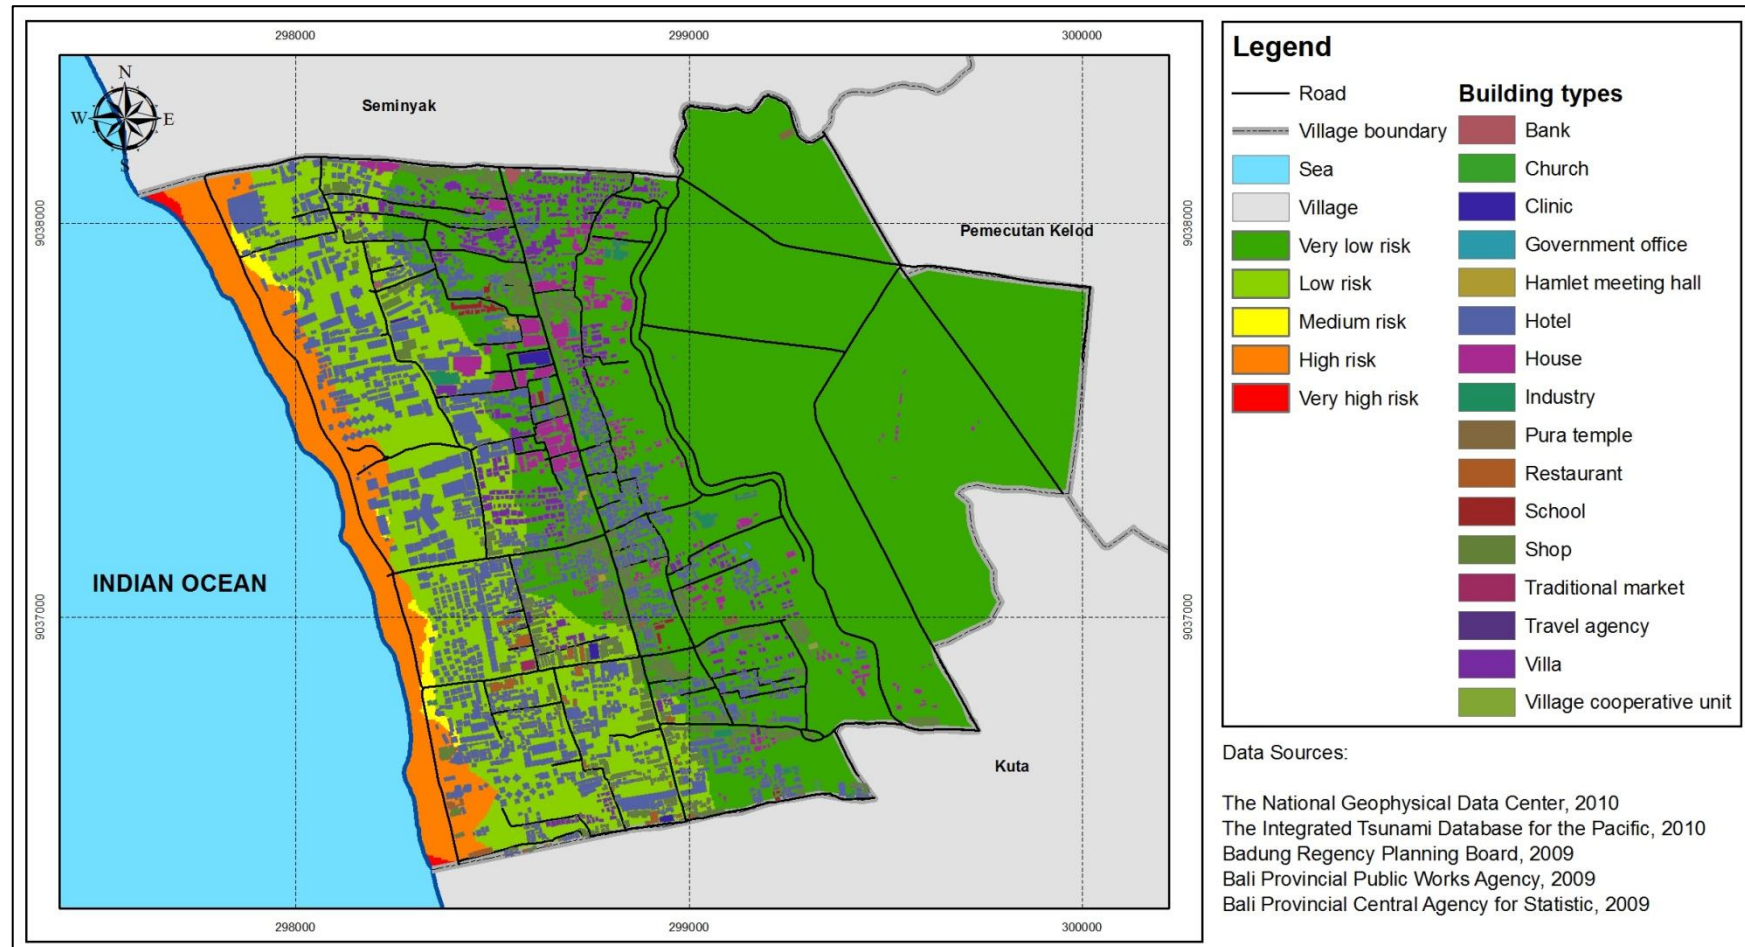 298000
299000
300000
N
W
E
S
Seminyak
9038000
9038000
Pemecutan Kelod
INDIAN OCEAN
9037000
9037000
Kuta
298000
299000
300000
Legend
Road
Village boundary
Sea
Village
Very low risk
Low risk
Medium risk
High risk
Very high risk
Building types
Bank
Church
Clinic
Government office
Hamlet meeting hall
Hotel
House
Industry
Pura temple
Restaurant
School
Shop
Traditional market
Travel agency
Villa
Village cooperative unit
Data Sources:
The National Geophysical Data Center, 2010
The Integrated Tsunami Database for the Pacific, 2010
Badung Regency Planning Board, 2009
Bali Provincial Public Works Agency, 2009
Bali Provincial Central Agency for Statistic, 2009